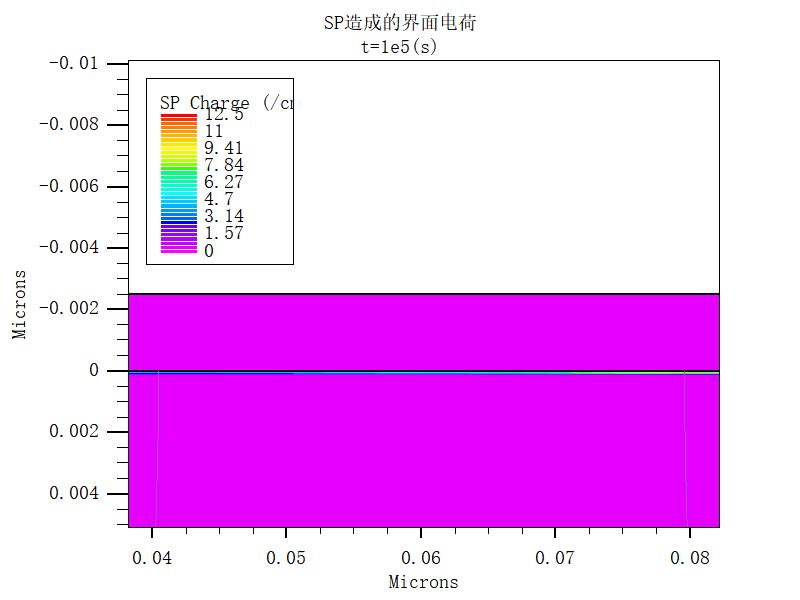 SP造成的界面电荷
t=1e5(s)
-0.01
-0.008
-0.006
-0.004
-0.002
0
0.002
0.004
Microns
SP Charge (/cm
12.5
11
9.41
7.84
6.27
4.7
3.14
1.57
0
0.04 0.05 0.06 0.07 0.08
Microns